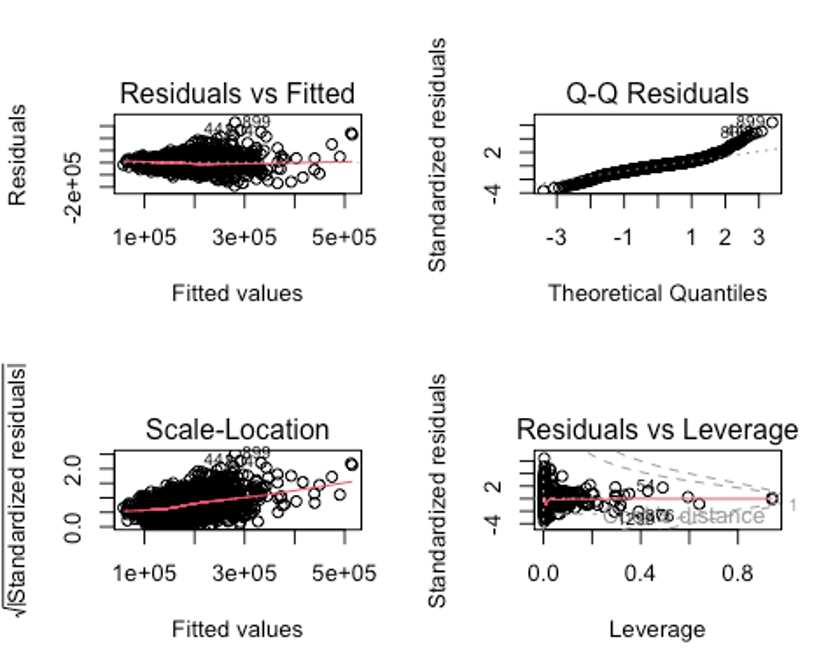 Residuals vs Fitted
Residuals
-2e+05
899
1e+05 3e+05 5e+05
Fitted values
Q-Q Residuals
Standardized residuals
-4 2
899
-3 -1 1 2 3
Theoretical Quantiles
Scale-Location
√|Standardized residuals|
0.0 2.0
899
1e+05 3e+05 5e+05
Fitted values
Residuals vs Leverage
Standardized residuals
-4 2
54
distance
1
0.0 0.4 0.8
Leverage